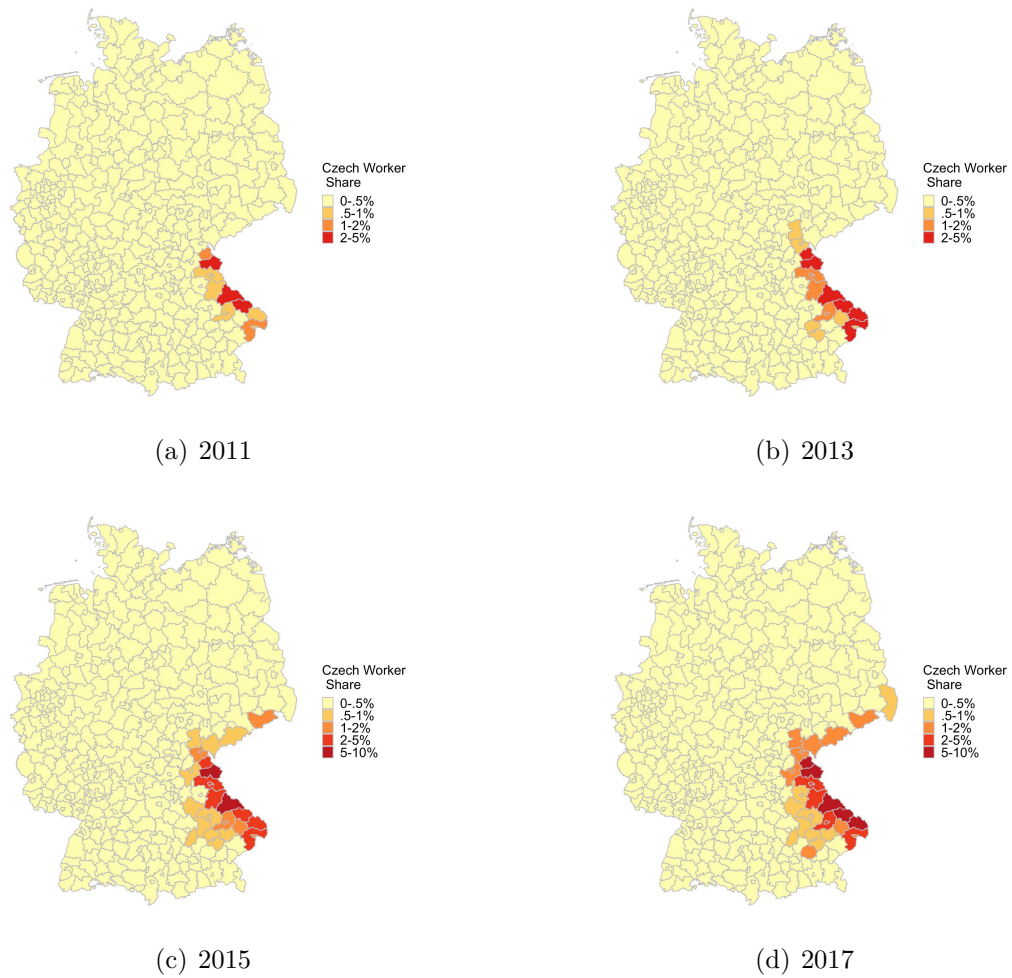 Czech Worker
Share
0-.5%
.5-1%
1-2%
2-5%
(a) 2011
Czech Worker
Share
0-.5%
.5-1%
1-2%
2-5%
(b) 2013
Czech Worker
Share
0-.5%
.5-1%
1-2%
2-5%
5-10%
(c) 2015
Czech Worker
Share
0-.5%
.5-1%
1-2%
2-5%
5-10%
(d) 2017